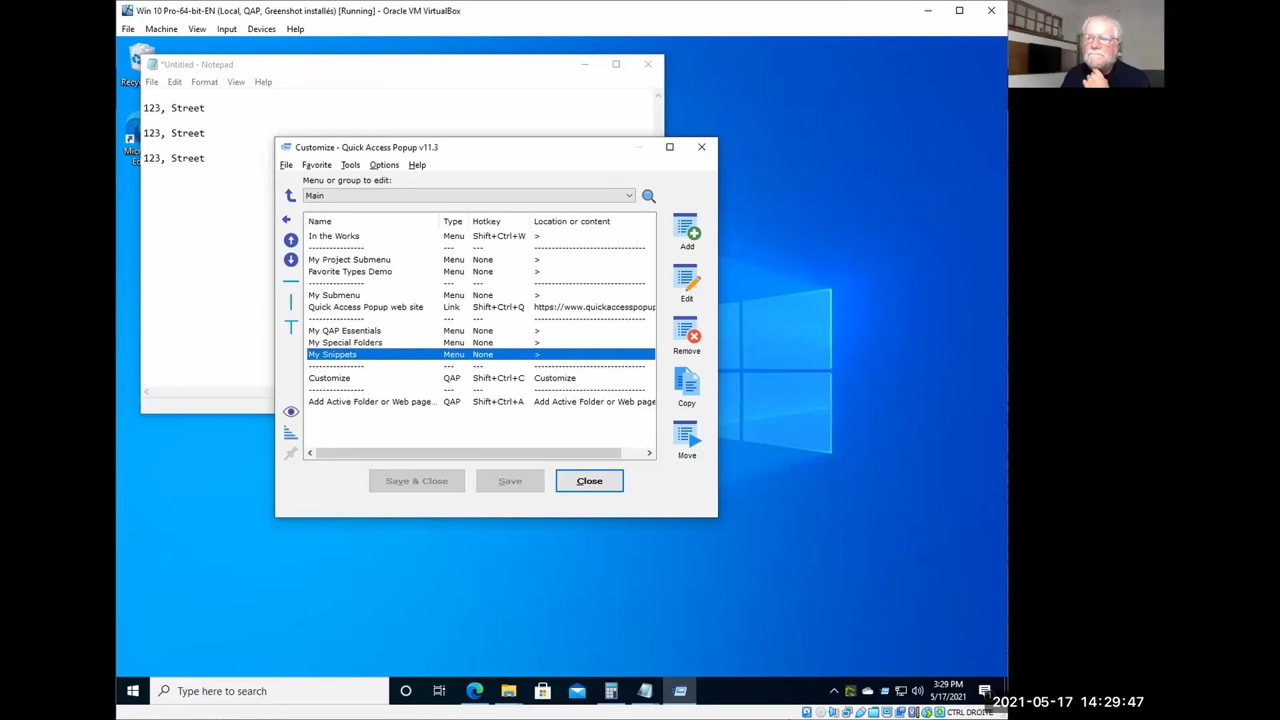 Win 10 Pro-64-bit-EN (Local, QAP, Greenshot installés) [Running] - Oracle VM VirtualBox
File Machine View Input Devices Help
*Untitled - Notepad
File Edit Format View Help
123, Street
123, Street
123, Street
Customize - Quick Access Popup v11.3
File Favorite Tools Options Help
Menu or group to edit:
Main
Name Type Hotkey Location or content
In the Works Menu Shift+Ctrl+W >
--------------- --- --- --------------------
My Project Submenu Menu None >
Favorite Types Demo Menu None >
--------------- --- --- --------------------
My Submenu Menu None >
Quick Access Popup web site Link Shift+Ctrl+Q https://www.quickaccesspopup
--------------- --- --- --------------------
My QAP Essentials Menu None >
My Special Folders Menu None >
My Snippets Menu None >
--------------- --- --- --------------------
Customize QAP Shift+Ctrl+C Customize
--------------- --- --- --------------------
Add Active Folder or Web page... QAP Shift+Ctrl+A Add Active Folder or Web page
Add
Edit
Remove
Copy
Move
Save & Close Save Close
Type here to search
3:29 PM
5/17/2021
2021-05-17 14:29:47
CTRL DROITE